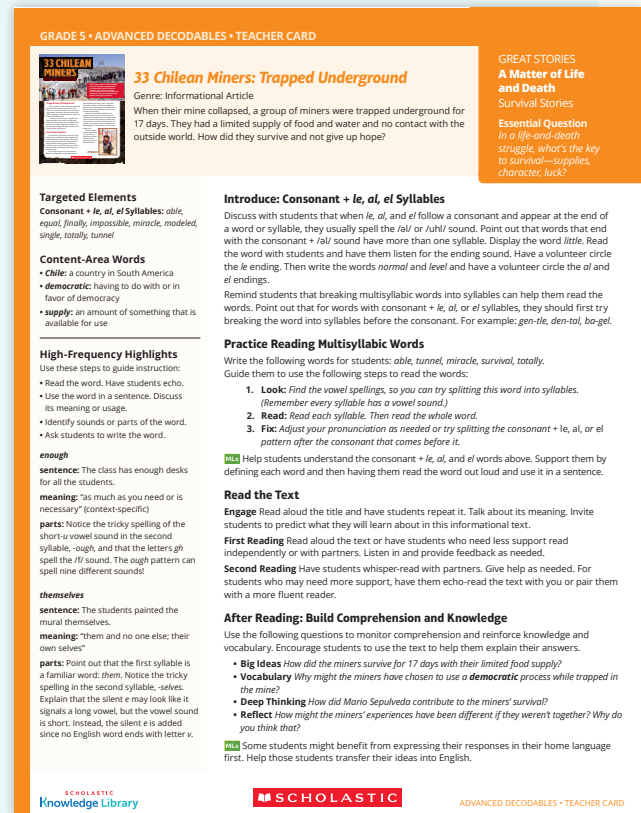 GRADE 5 • ADVANCED DECODABLES • TEACHER CARD
33 CHILEAN
MINERS
33 Chilean Miners: Trapped Underground
Genre: Informational Article
When their mine collapsed, a group of miners were trapped underground for
17 days. They had a limited supply of food and water and no contact with the
outside world. How did they survive and not give up hope?
GREAT STORIES
A Matter of Life
and Death
Survival Stories
Essential Question
In a life-and-death
struggle, what's the key
to survival—supplies,
character, luck?
Targeted Elements
Consonant + le, al, el Syllables: able,
equal, finally, impossible, miracle, modeled,
single, totally, tunnel
Content-Area Words
• Chile: a country in South America
• democratic: having to do with or in
favor of democracy
• supply: an amount of something that is
available for use
High-Frequency Highlights
Use these steps to guide instruction:
• Read the word. Have students echo.
• Use the word in a sentence. Discuss
its meaning or usage.
• Identify sounds or parts of the word.
• Ask students to write the word.
enough
sentence: The class has enough desks
for all the students.
meaning: "as much as you need or is
necessary" (context-specific)
parts: Notice the tricky spelling of the
short-u vowel sound in the second
syllable, -ough, and that the letters gh
spell the /f/ sound. The ough pattern can
spell nine different sounds!
themselves
sentence: The students painted the
mural themselves.
meaning: "them and no one else; their
own selves"
parts: Point out that the first syllable is
a familiar word: them. Notice the tricky
spelling in the second syllable, -selves.
Explain that the silent e may look like it
signals a long vowel, but the vowel sound
is short. Instead, the silent e is added
since no English word ends with letter v.
Introduce: Consonant + le, al, el Syllables
Discuss with students that when le, al, and el follow a consonant and appear at the end of
a word or syllable, they usually spell the /əl/ or /uhl/ sound. Point out that words that end
with the consonant + /əl/ sound have more than one syllable. Display the word little. Read
the word with students and have them listen for the ending sound. Have a volunteer circle
the le ending. Then write the words normal and level and have a volunteer circle the al and
el endings.
Remind students that breaking multisyllabic words into syllables can help them read the
words. Point out that for words with consonant + le, al, or el syllables, they should first try
breaking the word into syllables before the consonant. For example: gen-tle, den-tal, ba-gel.
Practice Reading Multisyllabic Words
Write the following words for students: able, tunnel, miracle, survival, totally.
Guide them to use the following steps to read the words:
1. Look: Find the vowel spellings, so you can try splitting this word into syllables.
(Remember every syllable has a vowel sound.)
2. Read: Read each syllable. Then read the whole word.
3. Fix: Adjust your pronunciation as needed or try splitting the consonant + le, al, or el
pattern after the consonant that comes before it.
MLs Help students understand the consonant + le, al, and el words above. Support them by
defining each word and then having them read the word out loud and use it in a sentence.
Read the Text
Engage Read aloud the title and have students repeat it. Talk about its meaning. Invite
students to predict what they will learn about in this informational text.
First Reading Read aloud the text or have students who need less support read
independently or with partners. Listen in and provide feedback as needed.
Second Reading Have students whisper-read with partners. Give help as needed. For
students who may need more support, have them echo-read the text with you or pair them
with a more fluent reader.
After Reading: Build Comprehension and Knowledge
Use the following questions to monitor comprehension and reinforce knowledge and
vocabulary. Encourage students to use the text to help them explain their answers.
• Big Ideas How did the miners survive for 17 days with their limited food supply?
• Vocabulary Why might the miners have chosen to use a democratic process while trapped in
the mine?
• Deep Thinking How did Mario Sepulveda contribute to the miners' survival?
• Reflect How might the miners' experiences have been different if they weren't together? Why do
you think that?
MLs Some students might benefit from expressing their responses in their home language
first. Help those students transfer their ideas into English.
SCHOLASTIC
Knowledge Library
SCHOLASTIC
ADVANCED DECODABLES • TEACHER CARD